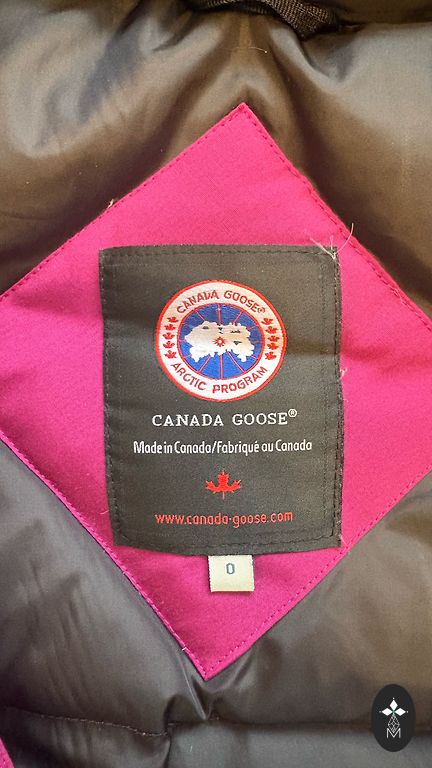 CANADA GOOSE®
ARCTIC PROGRAM
CANADA GOOSE®
Made in Canada/Fabriqué au Canada
www.canada-goose.com
0
M